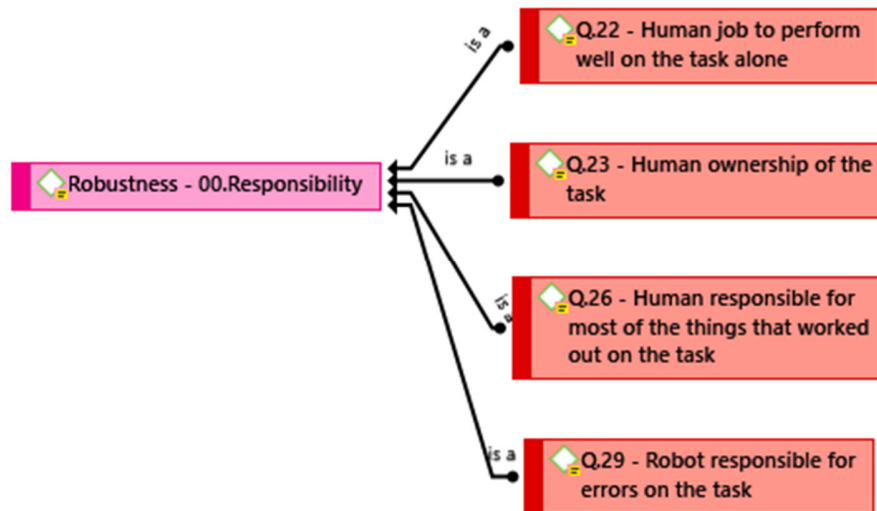 is a
Q.22 - Human job to perform
well on the task alone
is a
Q.23 - Human ownership of the
task
Robustness - 00.Responsibility
is a
Q.26 - Human responsible for
most of the things that worked
out on the task
is a
Q.29 - Robot responsible for
errors on the task